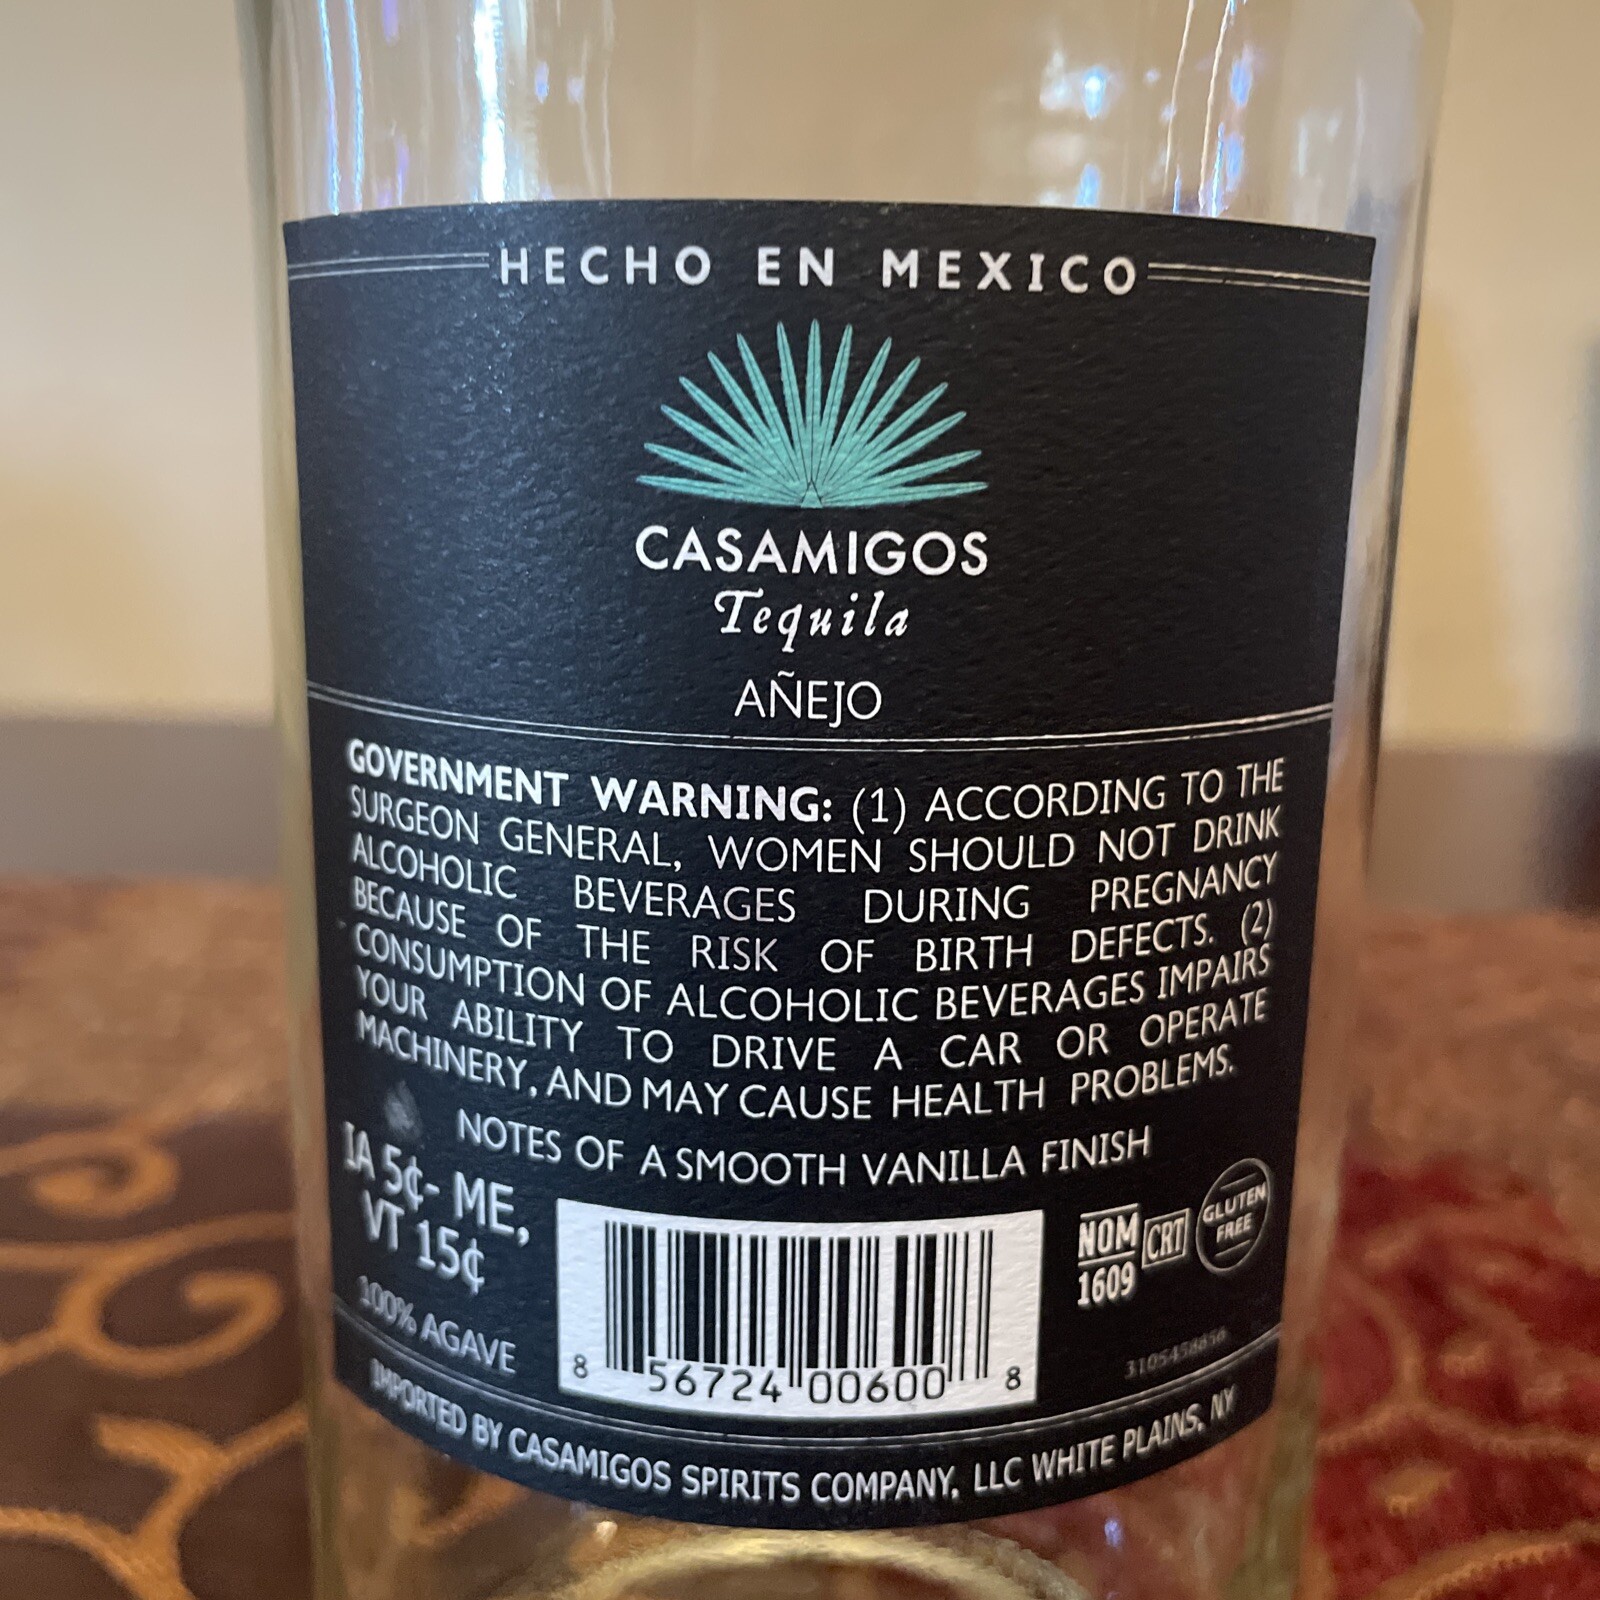 HECHO EN MEXICO
CASAMIGOS
Tequila
AÑEJO
GOVERNMENT WARNING: (1) ACCORDING TO THE
SURGEON GENERAL, WOMEN SHOULD NOT DRINK
ALCOHOLIC BEVERAGES DURING PREGNANCY
BECAUSE OF THE RISK OF BIRTH DEFECTS. (2)
CONSUMPTION OF ALCOHOLIC BEVERAGES IMPAIRS
YOUR ABILITY TO DRIVE A CAR OR OPERATE
MACHINERY, AND MAY CAUSE HEALTH PROBLEMS.
NOTES OF A SMOOTH VANILLA FINISH
IA 5¢- ME,
VT 15¢
100% AGAVE
8 56724 00600 8
NOM
1609
CRT
GLUTEN
FREE
IMPORTED BY CASAMIGOS SPIRITS COMPANY, LLC WHITE PLAINS, NY